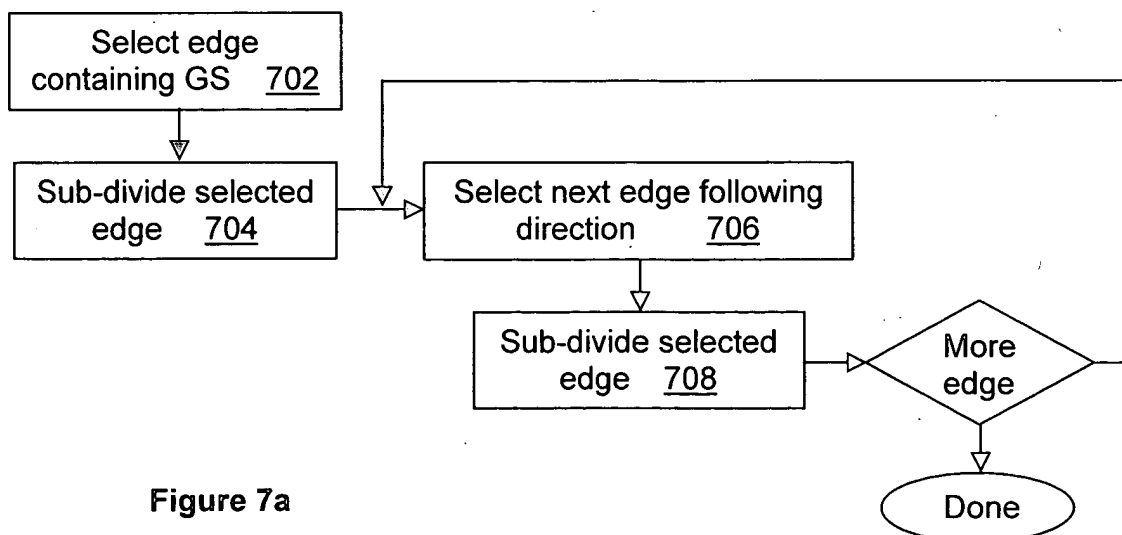 Select edge
containing GS 702
Sub-divide selected
edge 704
Select next edge following
direction 706
Sub-divide selected
edge 708
More
edge
Done
Figure 7a